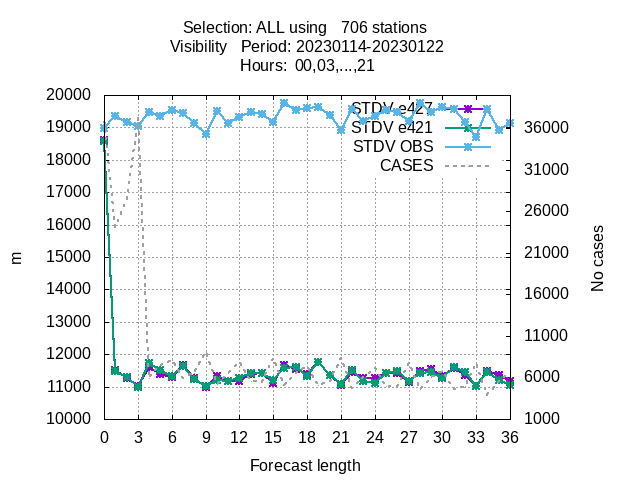 Selection: ALL using 706 stations
Visibility Period: 20230114-20230122
Hours: 00,03,...,21
STDV e427
STDV e421
STDV OBS
CASES
20000
19000
18000
17000
16000
15000
14000
13000
12000
11000
10000
36000
31000
26000
21000
16000
11000
6000
1000
m
No cases
0 3 6 9 12 15 18 21 24 27 30 33 36
Forecast length